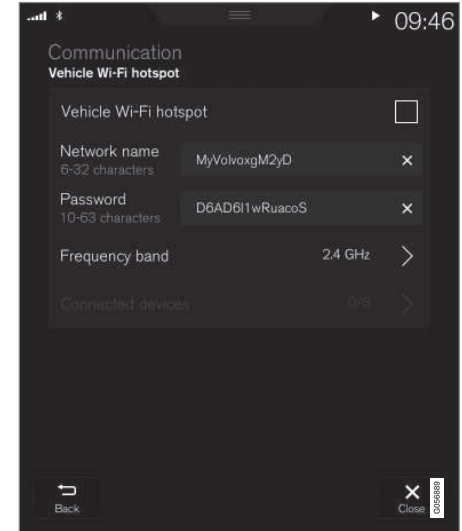 09:46
Communication
Vehicle Wi-Fi hotspot
Vehicle Wi-Fi hotspot
Network name
6-32 characters
MyVolvoxgM2yD
Password
10-63 characters
D6AD6I1wRuacoS
Frequency band
2.4 GHz
Connected devices
0/8
Back
Close
G056889